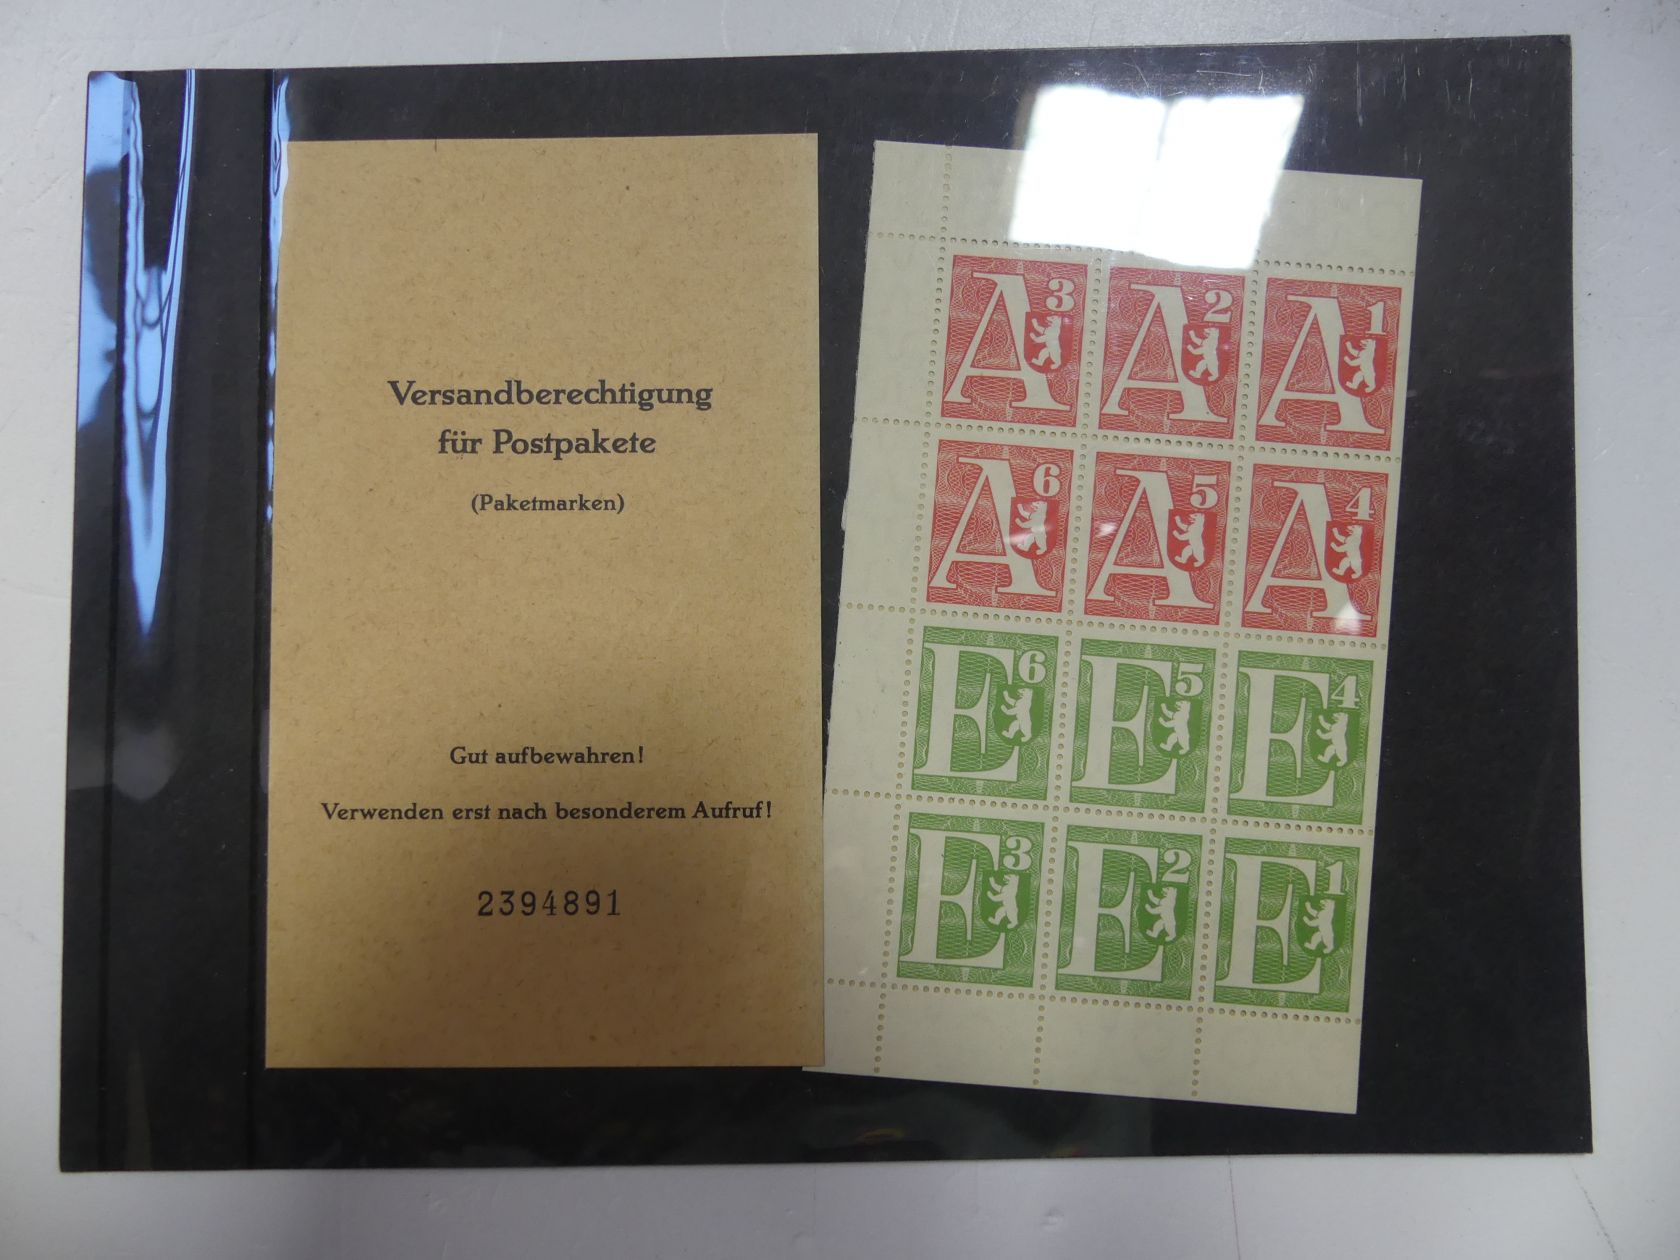 Versandberechtigung
für Postpakete
(Paketmarken)
Gut aufbewahren!
Verwenden erst nach besonderem Aufruf!
2394891
A3 A2 A1
A6 A5 A4
E6 E5 E4
E3 E2 E1